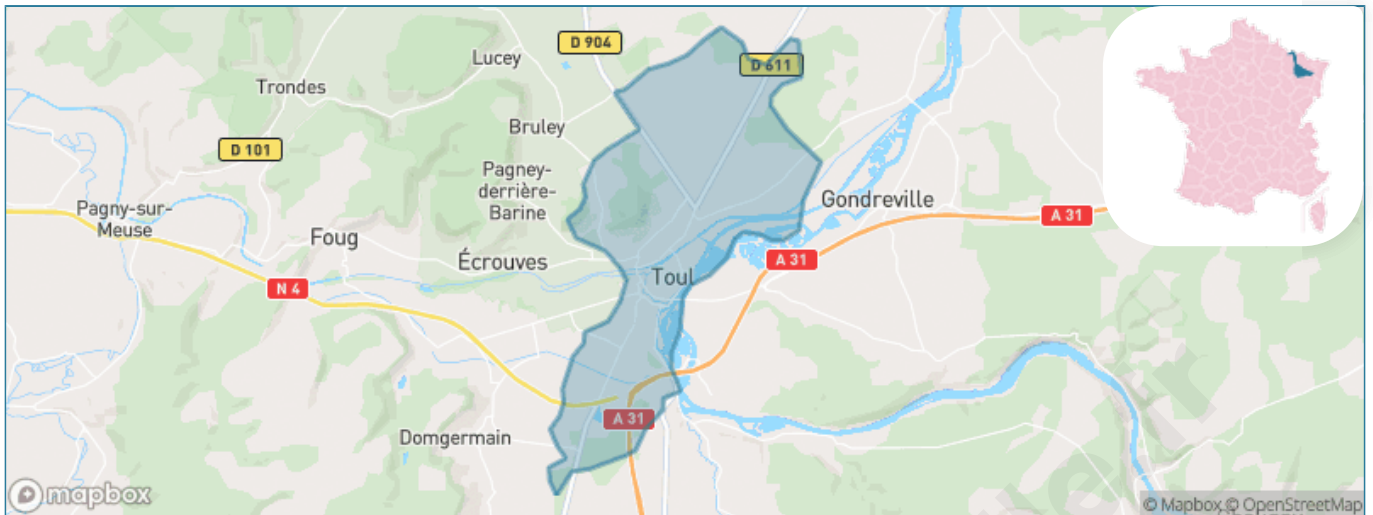 D 904
Lucey
D 611
Trondes
Bruley
D 101
Pagney-
derrière-
Barine
Gondreville
Pagny-sur-
Meuse
A 31
Foug
Écrouves
A 31
Toul
N 4
A 31
Domgermain
mapbox
© Mapbox © OpenStreetMap